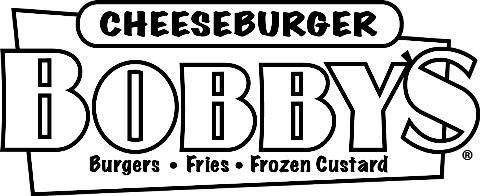 CHEESEBURGER
BOBBY'S®
Burgers • Fries • Frozen Custard